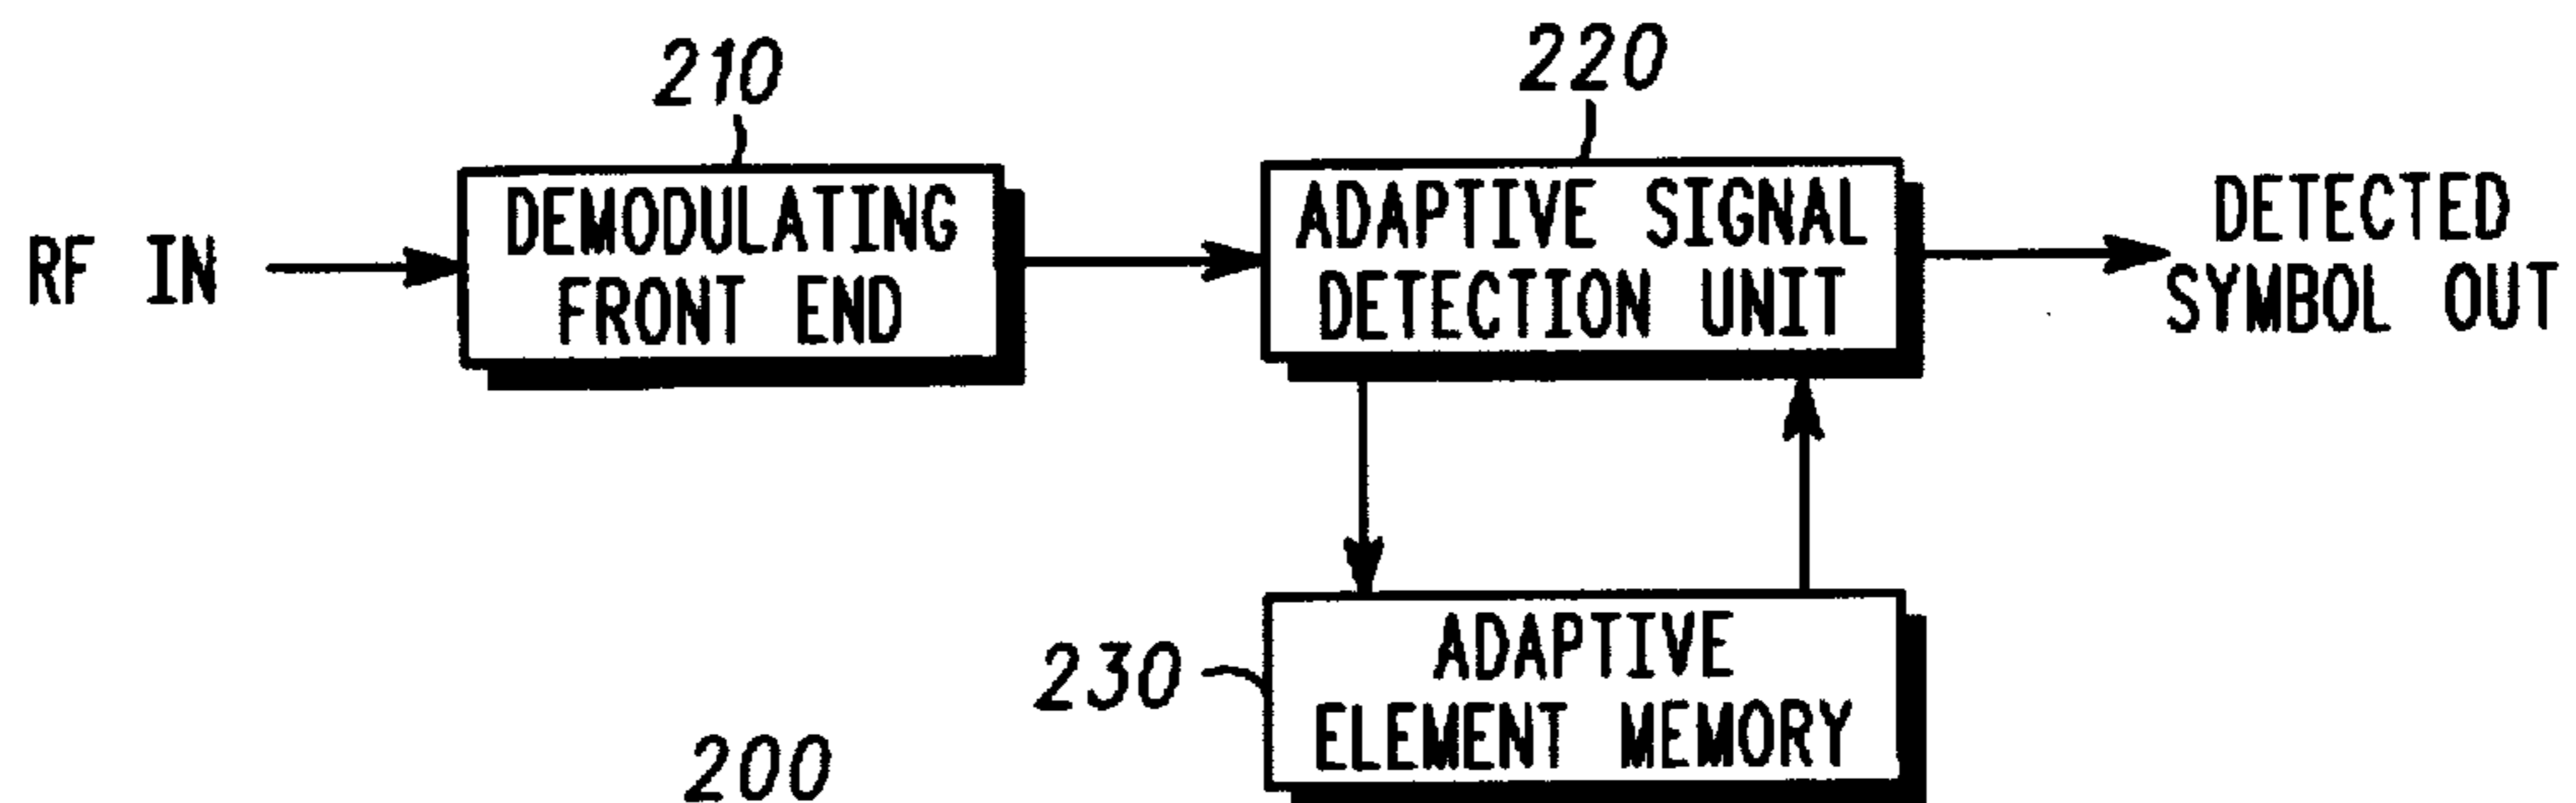 210
220
RF IN
DEMODULATING
FRONT END
ADAPTIVE SIGNAL
DETECTION UNIT
DETECTED
SYMBOL OUT
230
ADAPTIVE
ELEMENT MEMORY
200